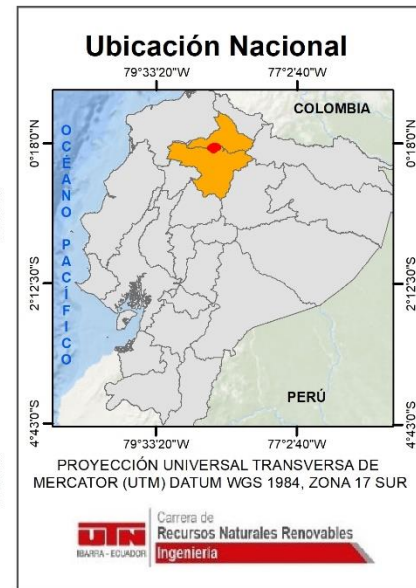 Ubicación Nacional
79°33'20"W
77°2'40"W
COLOMBIA
0°18'0"N
0°18'0"N
OCÉANO PACÍFICO
2°12'30"S
2°12'30"S
PERÚ
4°43'0"S
4°43'0"S
79°33'20"W
77°2'40"W
PROYECCIÓN UNIVERSAL TRANSVERSA DE
MERCATOR (UTM) DATUM WGS 1984, ZONA 17 SUR
UTN
IBARRA - ECUADOR
Carrera de
Recursos Naturales Renovables
Ingeniería